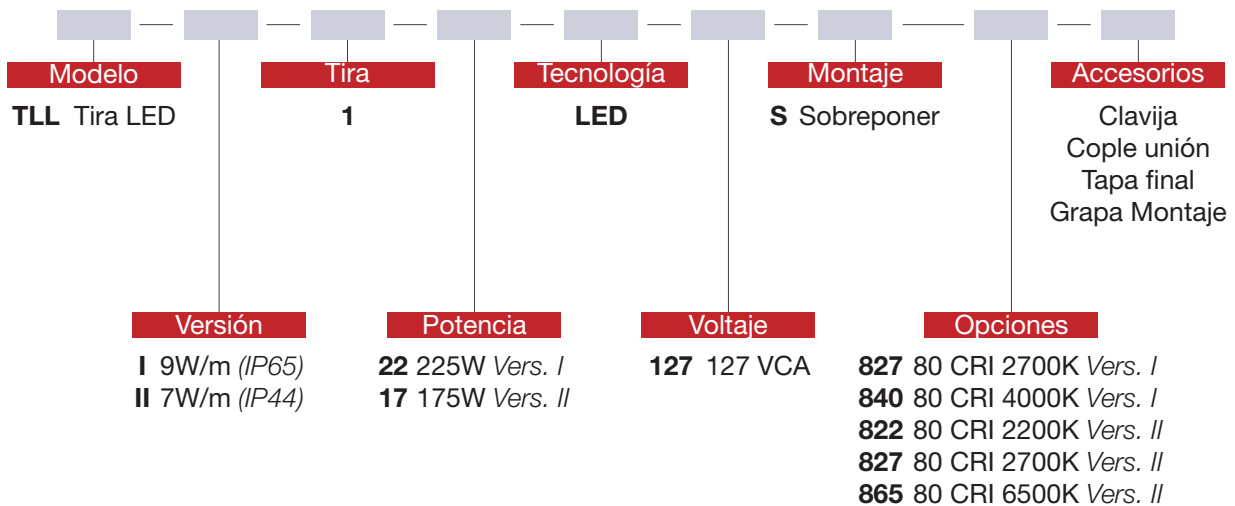 Modelo
Tira
Tecnología
Montaje
Accesorios
TLL Tira LED
1
LED
S Sobreponer
Clavija
Cople unión
Tapa final
Grapa Montaje
Versión
Potencia
Voltaje
Opciones
I 9W/m (IP65)
II 7W/m (IP44)
22 225W Vers. I
17 175W Vers. II
127 127 VCA
827 80 CRI 2700K Vers. I
840 80 CRI 4000K Vers. I
822 80 CRI 2200K Vers. II
827 80 CRI 2700K Vers. II
865 80 CRI 6500K Vers. II